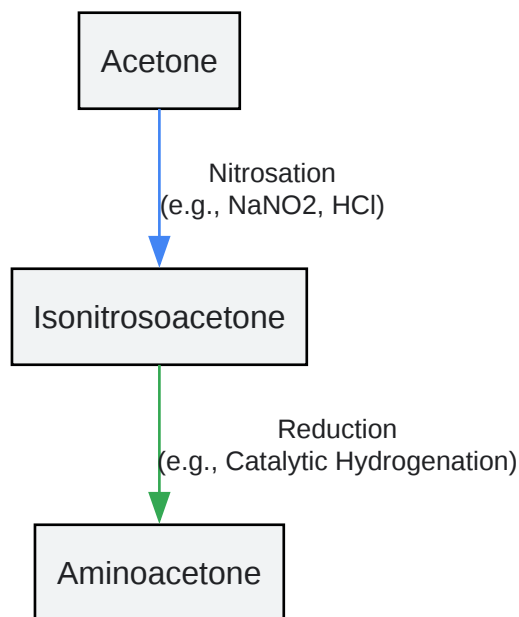 Acetone
Nitrosation
(e.g., NaNO2, HCl)
Isonitrosoacetone
Reduction
(e.g., Catalytic Hydrogenation)
Aminoacetone